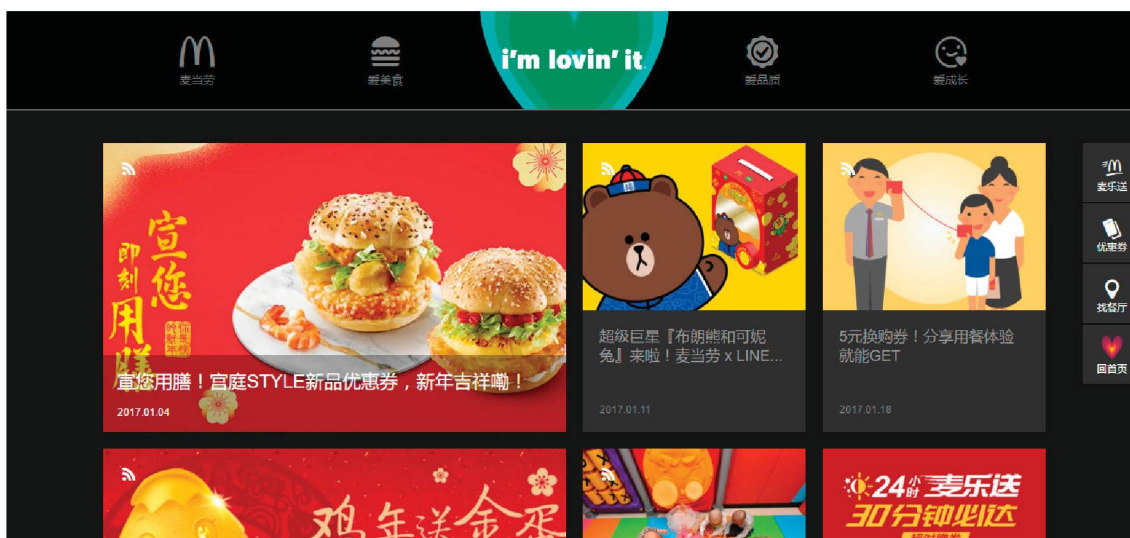 麦当劳
爱美食
i'm lovin' it
爱品质
爱成长
宣您
即刻
用膳
宣您用膳！宫庭STYLE新品优惠券，新年吉祥嘞！
2017.01.04
超级巨星『布朗熊和可妮
兔』来啦！麦当劳 x LINE...
2017.01.11
5元换购券！分享用餐体验
就能GET
2017.01.18
麦乐送
优惠券
找餐厅
回首页
鸡年送金蛋
24小时 麦乐送
30分钟必达